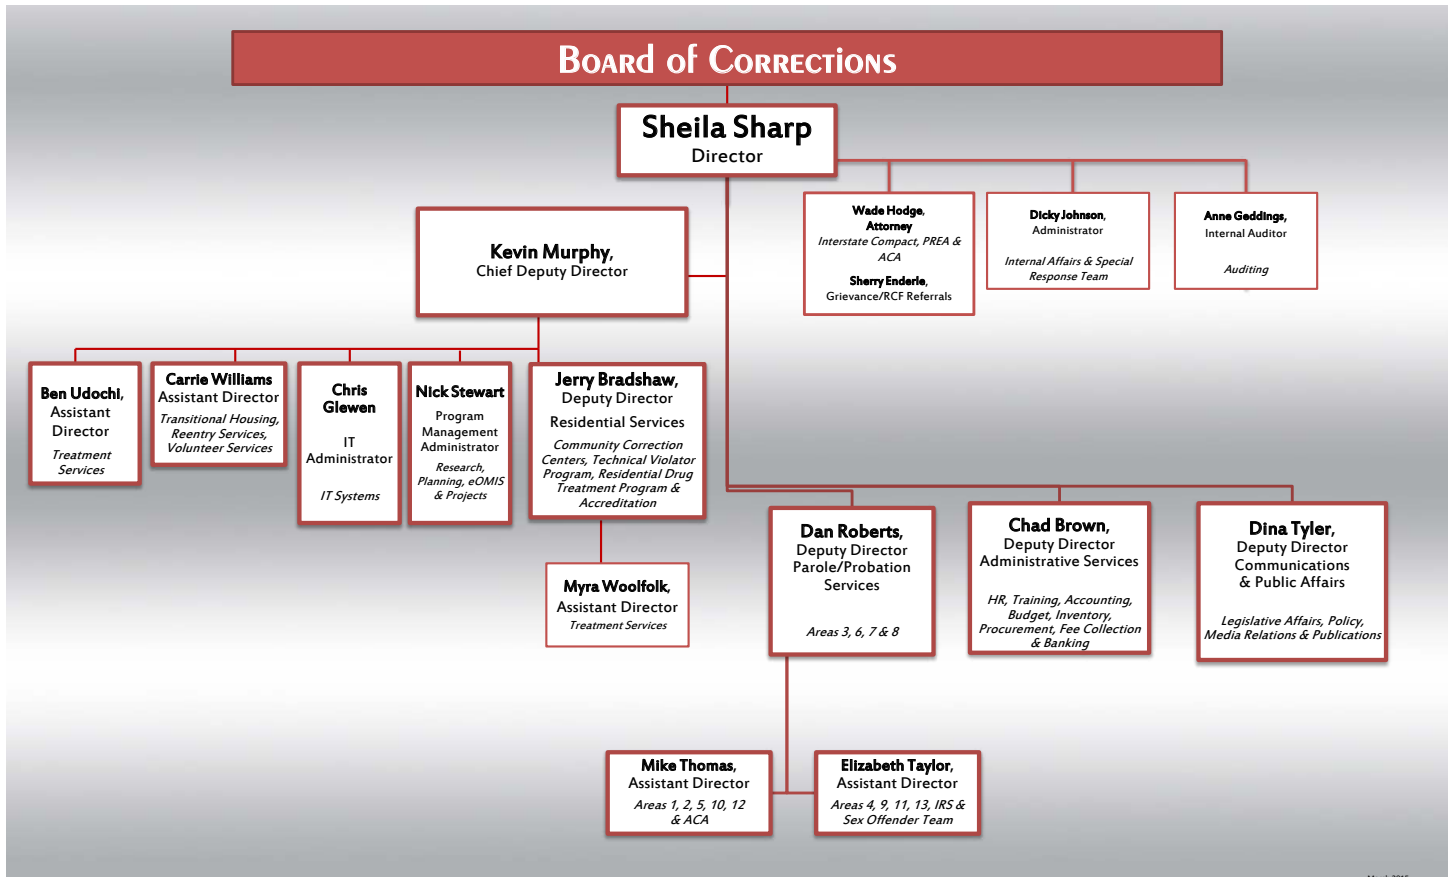 Board of Corrections
Sheila Sharp
Director
Wade Hodge,
Attorney
Interstate Compact, PREA &
ACA
Sherry Enderle,
Grievance/RCF Referrals
Dicky Johnson,
Administrator
Internal Affairs & Special
Response Team
Anne Geddings,
Internal Auditor
Auditing
Kevin Murphy,
Chief Deputy Director
Ben Udochi,
Assistant
Director
Treatment
Services
Carrie Williams
Assistant Director
Transitional Housing,
Reentry Services,
Volunteer Services
Chris
Glewen
IT
Administrator
IT Systems
Nick Stewart
Program
Management
Administrator
Research,
Planning, eOMIS
& Projects
Jerry Bradshaw,
Deputy Director
Residential Services
Community Correction
Centers, Technical Violator
Program, Residential Drug
Treatment Program &
Accreditation
Myra Woolfolk,
Assistant Director
Treatment Services
Dan Roberts,
Deputy Director
Parole/Probation
Services
Areas 3, 6, 7 & 8
Chad Brown,
Deputy Director
Administrative Services
HR, Training, Accounting,
Budget, Inventory,
Procurement, Fee Collection
& Banking
Dina Tyler,
Deputy Director
Communications
& Public Affairs
Legislative Affairs, Policy,
Media Relations & Publications
Mike Thomas,
Assistant Director
Areas 1, 2, 5, 10, 12
& ACA
Elizabeth Taylor,
Assistant Director
Areas 4, 9, 11, 13, IRS &
Sex Offender Team